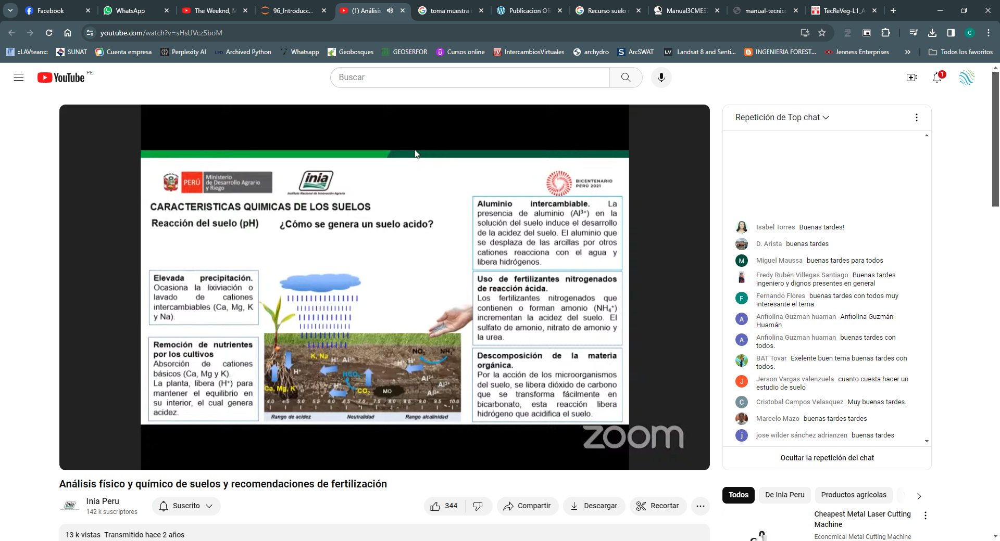 Facebook
WhatsApp
The Weeknd, M
96_Introducc...
(1) Análisis
toma muestra
Publicacion Ofi
Recurso suelo
Manual3CMES
manual-tecnic
TecReVeg-L1_A
youtube.com/watch?v=sHsUVcz5boM
::LAVteam::
SUNAT
Cuenta empresa
Perplexity AI
LFD Archived Python
Whatsapp
Geobosques
GEOSERFOR
Cursos online
IntercambiosVirtuales
archydro
ArcSWAT
LV Landsat 8 and Senti...
INGENIERIA FOREST...
Jenness Enterprises
Todos los favoritos
YouTube PE
Buscar
1
PERÚ
Ministerio
de Desarrollo Agrario
y Riego
inia
Instituto Nacional de Innovación Agraria
BICENTENARIO
PERÚ 2021
CARACTERISTICAS QUIMICAS DE LOS SUELOS
Reacción del suelo (pH) ¿Cómo se genera un suelo acido?
Elevada precipitación.
Ocasiona la lixiviación o
lavado de cationes
intercambiables (Ca, Mg, K
y Na).
Remoción de nutrientes
por los cultivos
Absorción de cationes
básicos (Ca, Mg y K).
La planta, libera (H⁺) para
mantener el equilibrio en
su interior, el cual genera
acidez.
K, Na
H⁺ Al³⁺
H⁺ H⁺
NO₃⁻ NH₄⁺
H⁺
HCO₃⁻
Al³⁺
Al³⁺
Ca, Mg, K
H⁺
CO₂
MO
Al³⁺
4.0 4.5 5.0 5.5 6.0 6.5 7.0 7.5 8.0 8.5 9.0 9.5 10.0
Rango de acidez Neutralidad Rango alcalinidad
Aluminio intercambiable. La
presencia de aluminio (Al³⁺) en la
solución del suelo induce el desarrollo
de la acidez del suelo. El aluminio que
se desplaza de las arcillas por otros
cationes reacciona con el agua y
libera hidrógenos.
Uso de fertilizantes nitrogenados
de reacción ácida.
Los fertilizantes nitrogenados que
contienen o forman amonio (NH₄⁺)
incrementan la acidez del suelo. El
sulfato de amonio, nitrato de amonio y
la urea.
Descomposición de la materia
orgánica.
Por la acción de los microorganismos
del suelo, se libera dióxido de carbono
que se transforma fácilmente en
bicarbonato, esta reacción libera
hidrógeno que acidifica el suelo.
zoom
Repetición de Top chat
Isabel Torres Buenas tardes!
D. Arista buenas tardes
M Miguel Maussa buenas tardes para todos
Fredy Rubén Villegas Santiago Buenas tardes
ingeniero y dignos presentes en general
F Fernando Flores buenas tardes con todos muy
interesante el tema
A Anfiolina Guzman huaman Anfiolina Guzmán
Huamán
A Anfiolina Guzman huaman buenas tardes con
todos.
BAT Tovar Exelente buen tema buenas tardes con
todos.
J Jerson Vargas valenzuela cuanto cuesta hacer un
estudio de suelo
C Cristobal Campos Velasquez Muy buenas tardes.
Marcelo Mazo buenas tardes tardes
j jose wilder sánchez adrianzen buenas tardes
Ocultar la repetición del chat
Análisis físico y químico de suelos y recomendaciones de fertilización
Inia Peru
142 k suscriptores
Suscrito
344
Compartir
Descargar
Recortar
13 k vistas Transmitido hace 2 años
Todos
De Inia Peru
Productos agrícolas
Cheapest Metal Laser Cutting
Machine
Economical Metal Cutting Machine